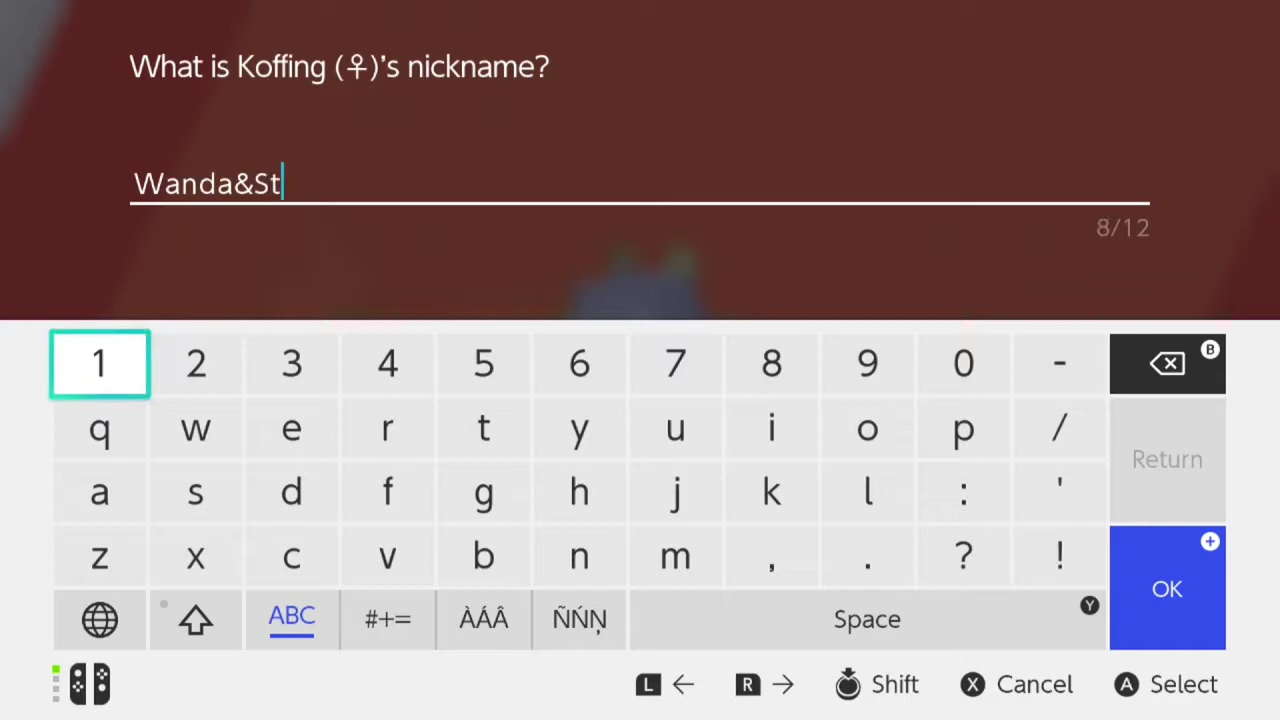 What is Koffing (♀)'s nickname?
Wanda&St
8/12
1 2 3 4 5 6 7 8 9 0 - B
q w e r t y u i o p /
Return
a s d f g h j k l : '
z x c v b n m , . ? ! +
OK
ABC #+= ÀÁÂ ÑŃŅ Space Y
L ← R → Shift X Cancel A Select